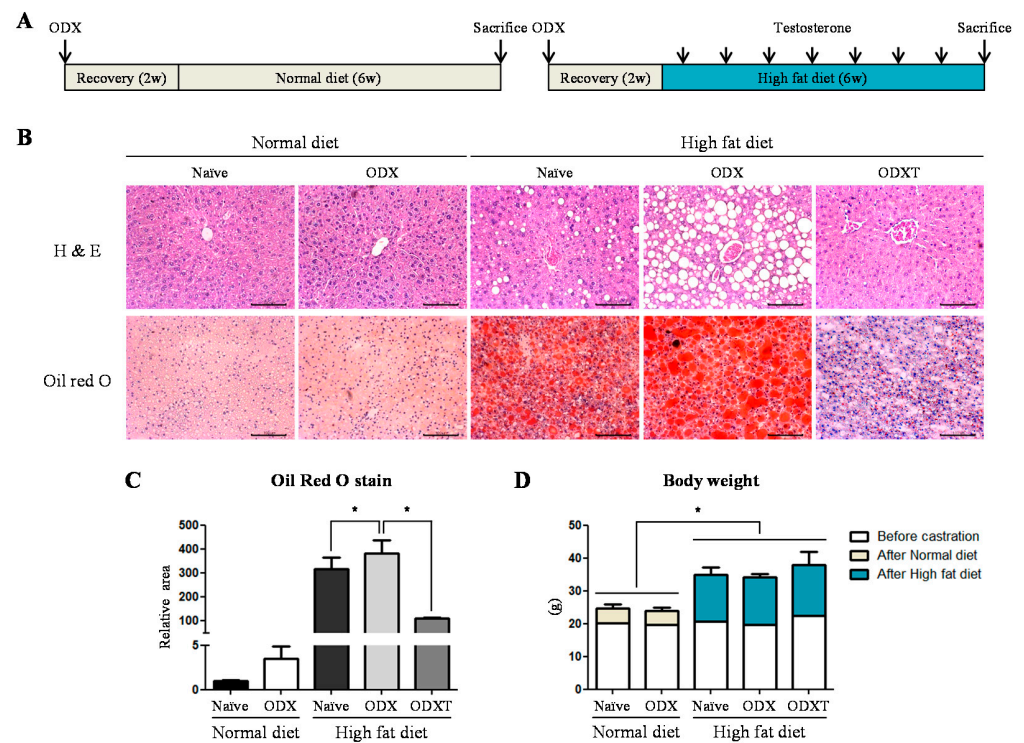 A
ODX
Sacrifice
ODX
Testosterone
Sacrifice
Recovery (2w)
Normal diet (6w)
Recovery (2w)
High fat diet (6w)
B
Normal diet
High fat diet
Naïve
ODX
Naïve
ODX
ODXT
H & E
Oil red O
C
Oil Red O stain
*
*
500
400
300
200
100
5
0
Relative area
Naïve
ODX
Naïve
ODX
ODXT
Normal diet
High fat diet
D
Body weight
*
50
40
30
20
10
0
(g)
Before castration
After Normal diet
After High fat diet
Naïve
ODX
Naïve
ODX
ODXT
Normal diet
High fat diet